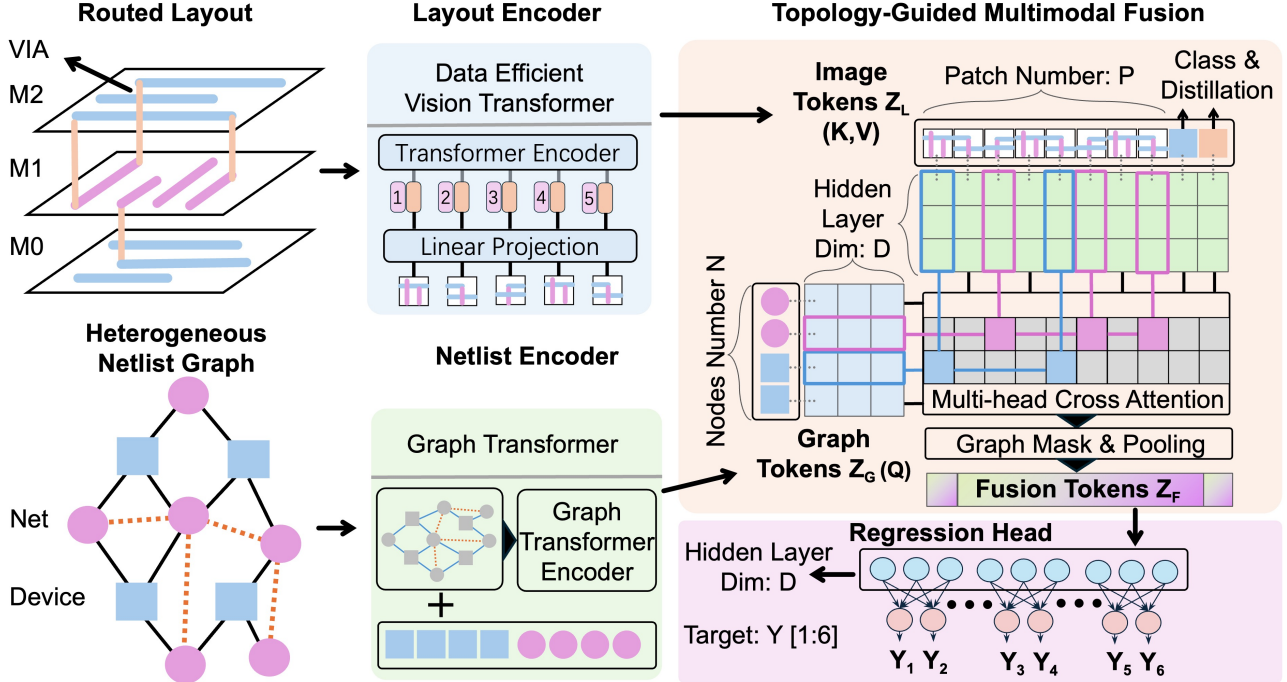 Routed Layout
VIA
M2
M1
M0
Heterogeneous
Netlist Graph
Net
Device
Layout Encoder
Data Efficient
Vision Transformer
Transformer Encoder
1 2 3 4 5
Linear Projection
Netlist Encoder
Graph Transformer
Graph
Transformer
Encoder
+
Topology-Guided Multimodal Fusion
Image
Tokens Z_L
(K,V)
Patch Number: P
Class &
Distillation
Hidden
Layer
Dim: D
Nodes Number N
Graph
Tokens Z_G (Q)
Multi-head Cross Attention
Graph Mask & Pooling
Fusion Tokens Z_F
Regression Head
Hidden Layer
Dim: D
Target: Y [1:6]
Y₁ Y₂ Y₃ Y₄ Y₅ Y₆